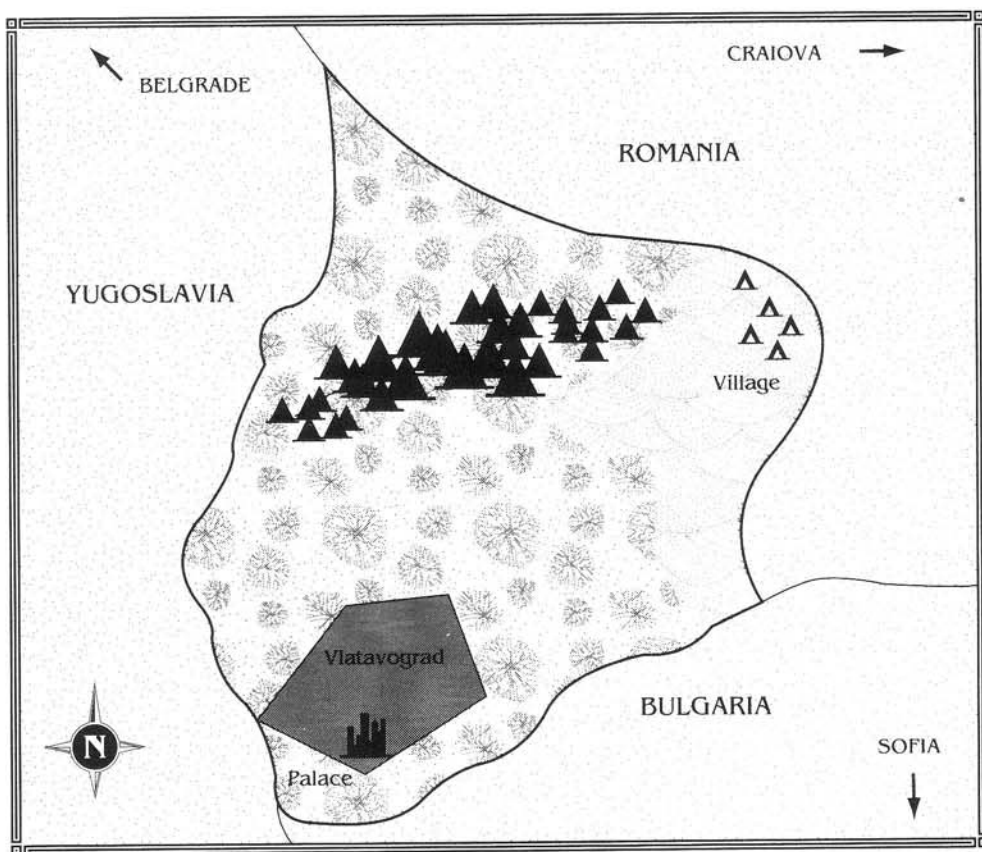 CRAIOVA
BELGRADE
ROMANIA
YUGOSLAVIA
Village
Vlatavograd
BULGARIA
N
SOFIA
Palace